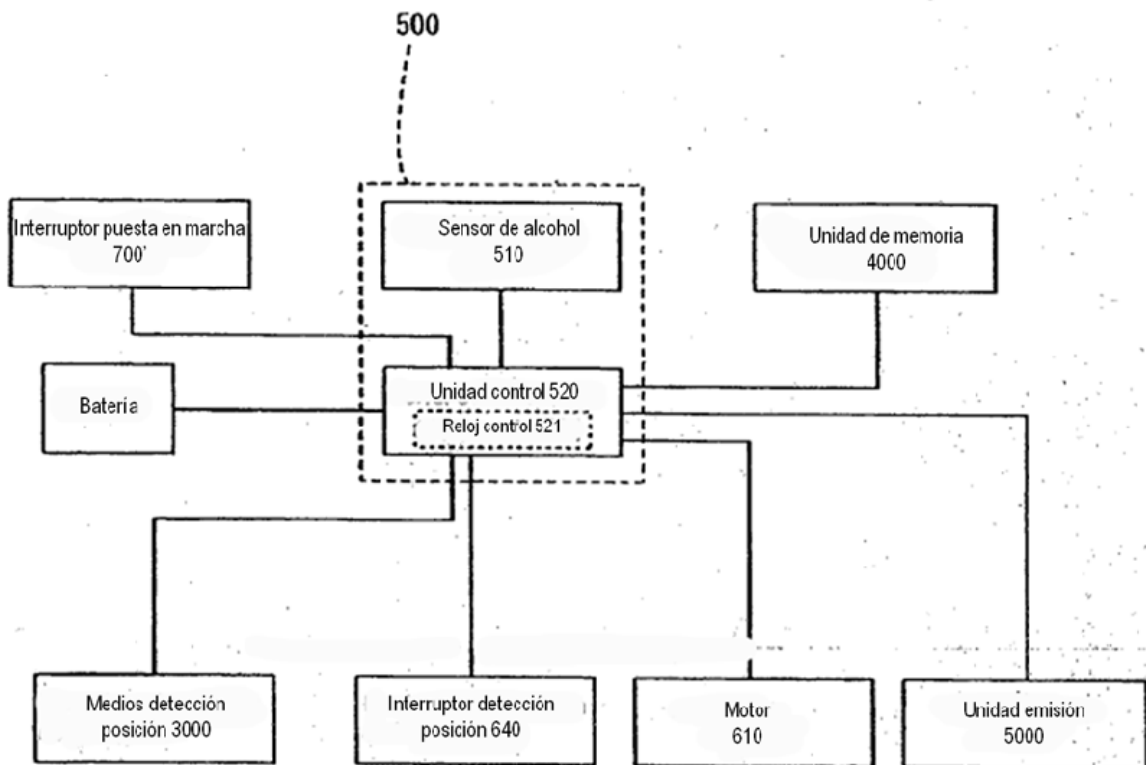 500
Interruptor puesta en marcha
700'
Sensor de alcohol
510
Unidad de memoria
4000
Batería
Unidad control 520
Reloj control 521
Medios detección
posición 3000
Interruptor detección
posición 640
Motor
610
Unidad emisión
5000